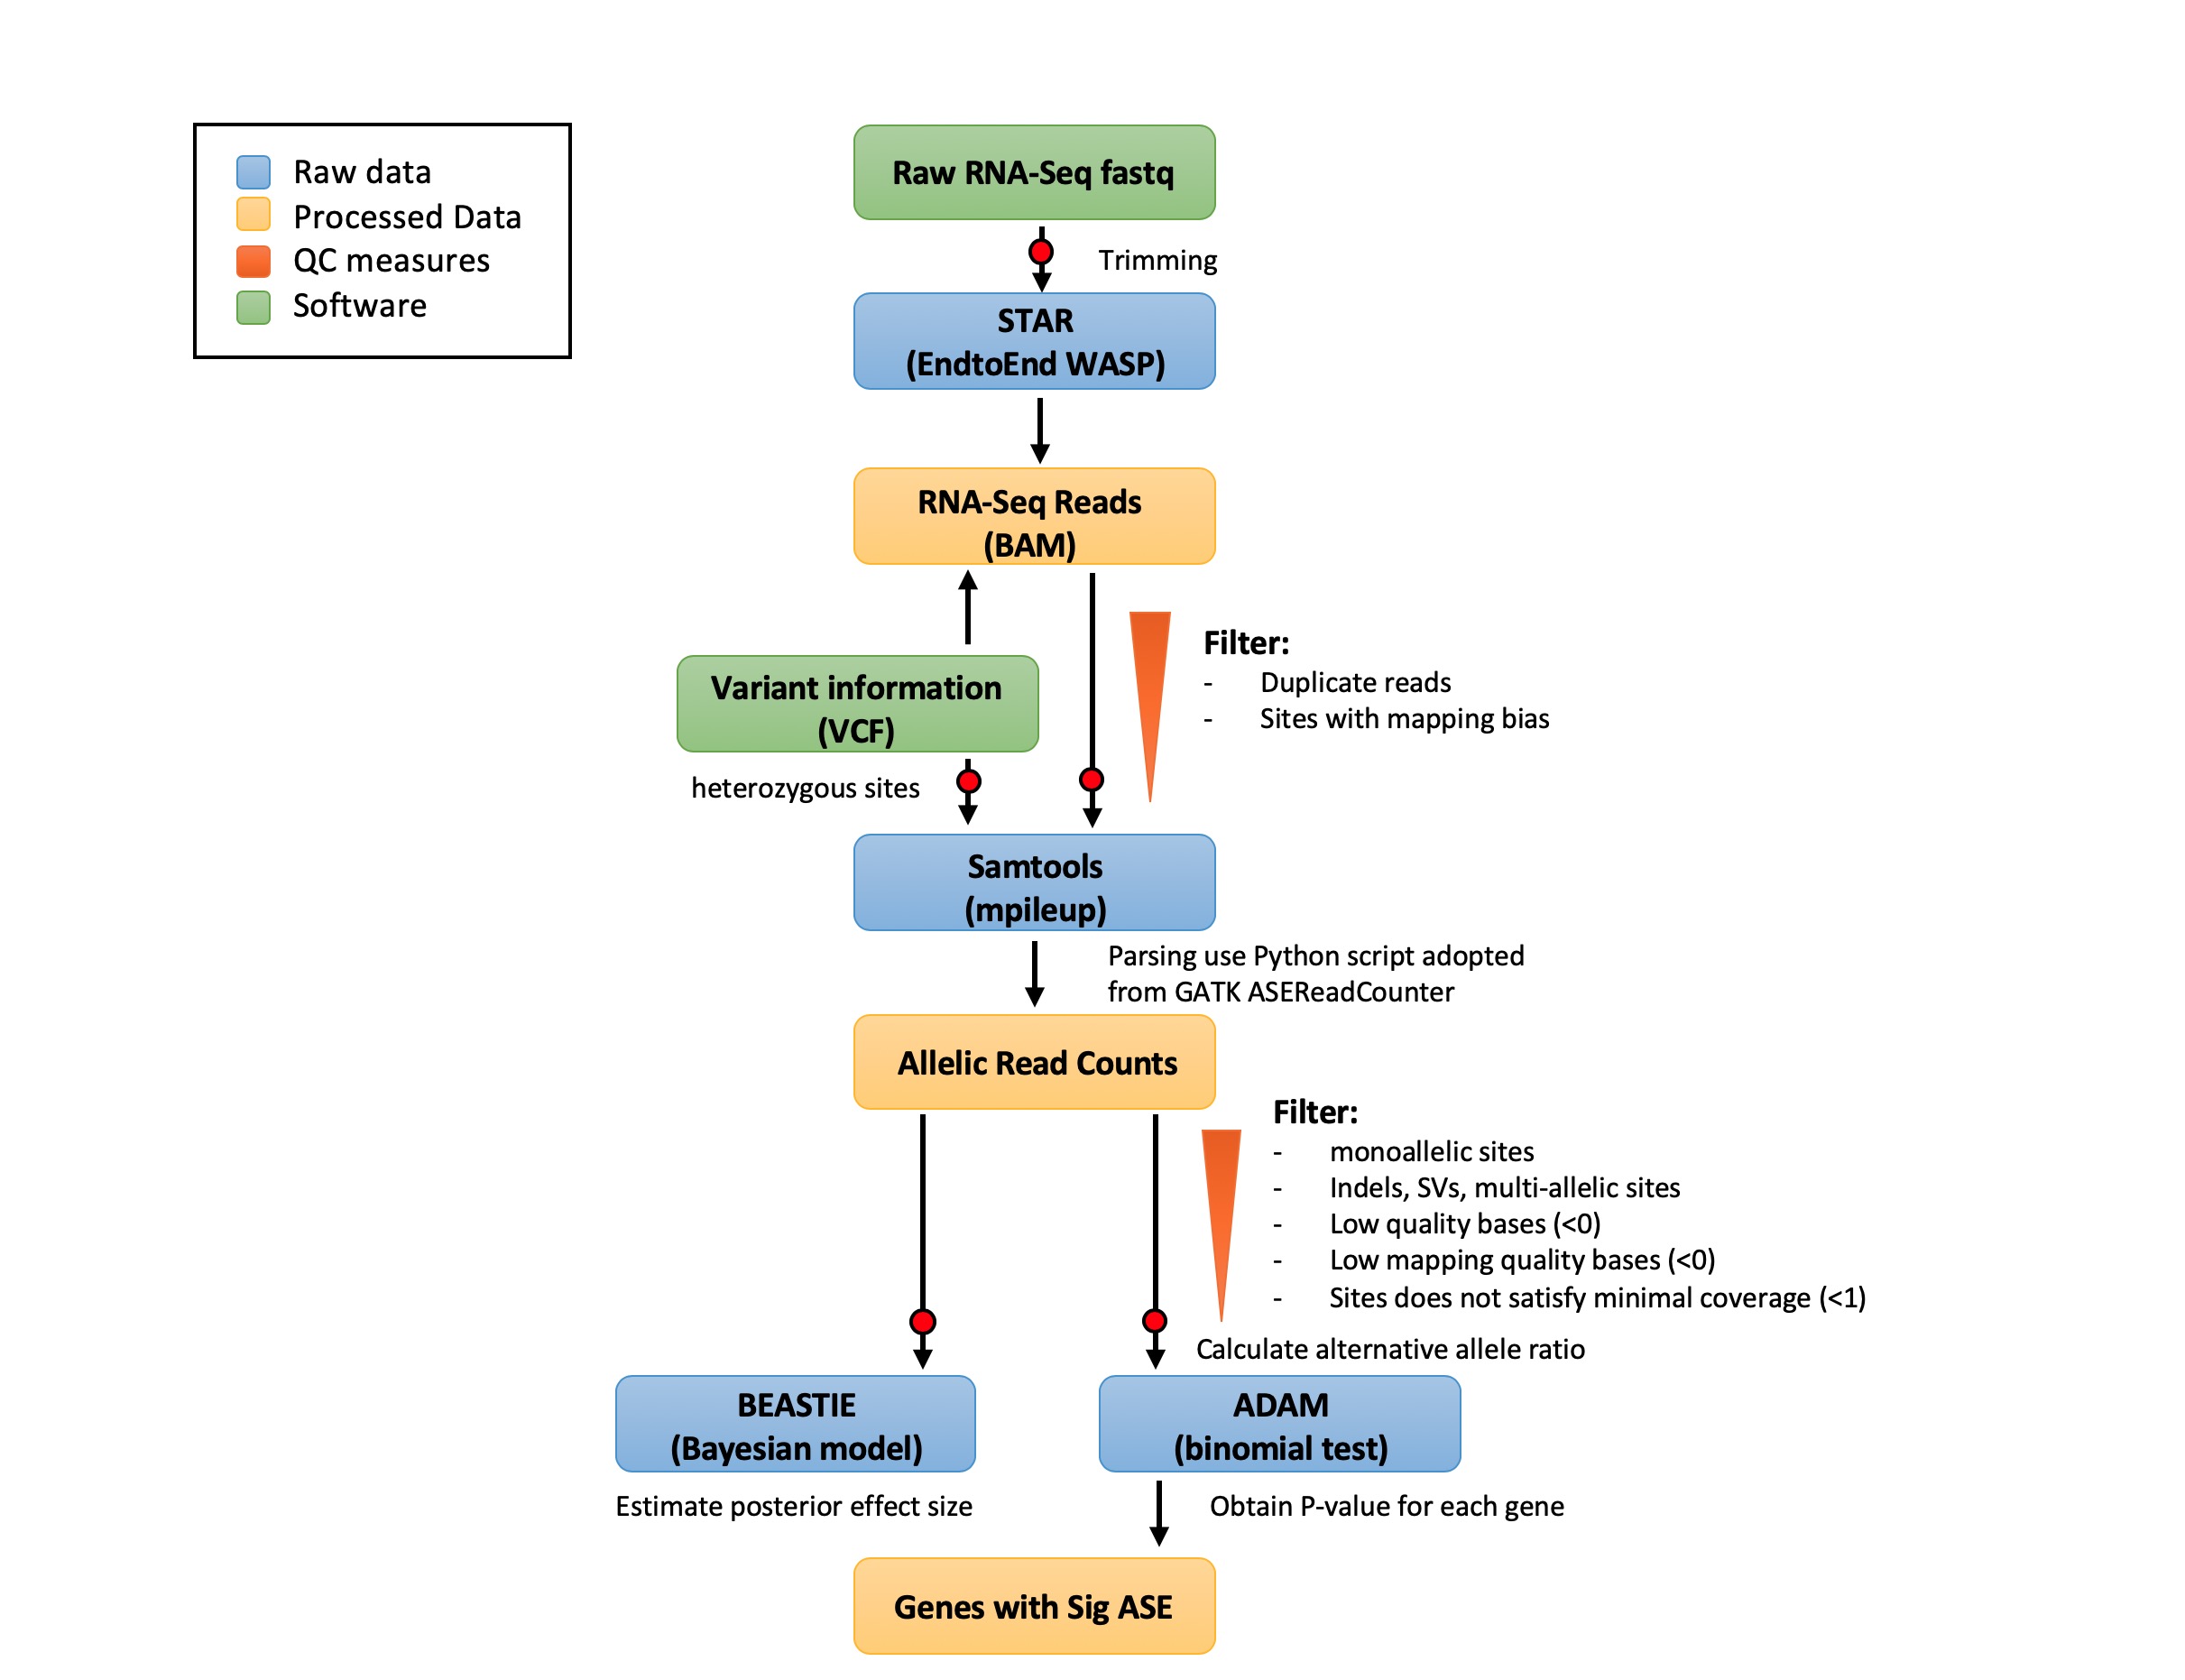 Raw data
Processed Data
QC measures
Software
Raw RNA-Seq fastq
Trimming
STAR
(EndtoEnd WASP)
RNA-Seq Reads
(BAM)
Filter:
- Duplicate reads
- Sites with mapping bias
Variant information
(VCF)
heterozygous sites
Samtools
(mpileup)
Parsing use Python script adopted
from GATK ASEReadCounter
Allelic Read Counts
Filter:
- monoallelic sites
- Indels, SVs, multi-allelic sites
- Low quality bases (<0)
- Low mapping quality bases (<0)
- Sites does not satisfy minimal coverage (<1)
Calculate alternative allele ratio
BEASTIE
(Bayesian model)
ADAM
(binomial test)
Estimate posterior effect size
Obtain P-value for each gene
Genes with Sig ASE